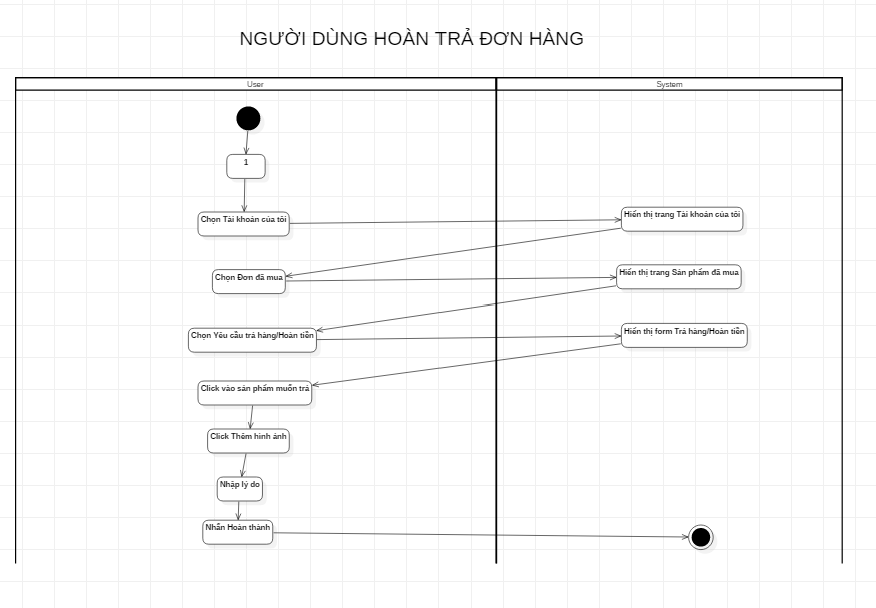 NGƯỜI DÙNG HOÀN TRẢ ĐƠN HÀNG
User
System
1
Chọn Tài khoản của tôi
Hiển thị trang Tài khoản của tôi
Chọn Đơn đã mua
Hiển thị trang Sản phẩm đã mua
Chọn Yêu cầu trả hàng/Hoàn tiền
Hiển thị form Trả hàng/Hoàn tiền
Click vào sản phẩm muốn trả
Click Thêm hình ảnh
Nhập lý do
Nhấn Hoàn thành